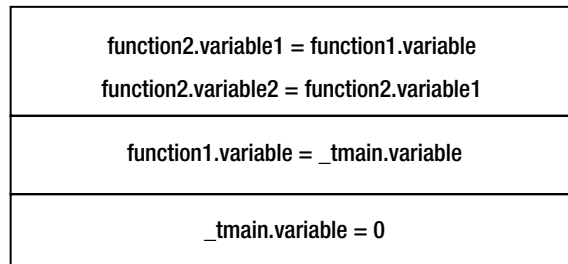 function2.variable1 = function1.variable
function2.variable2 = function2.variable1
function1.variable = _tmain.variable
_tmain.variable = 0